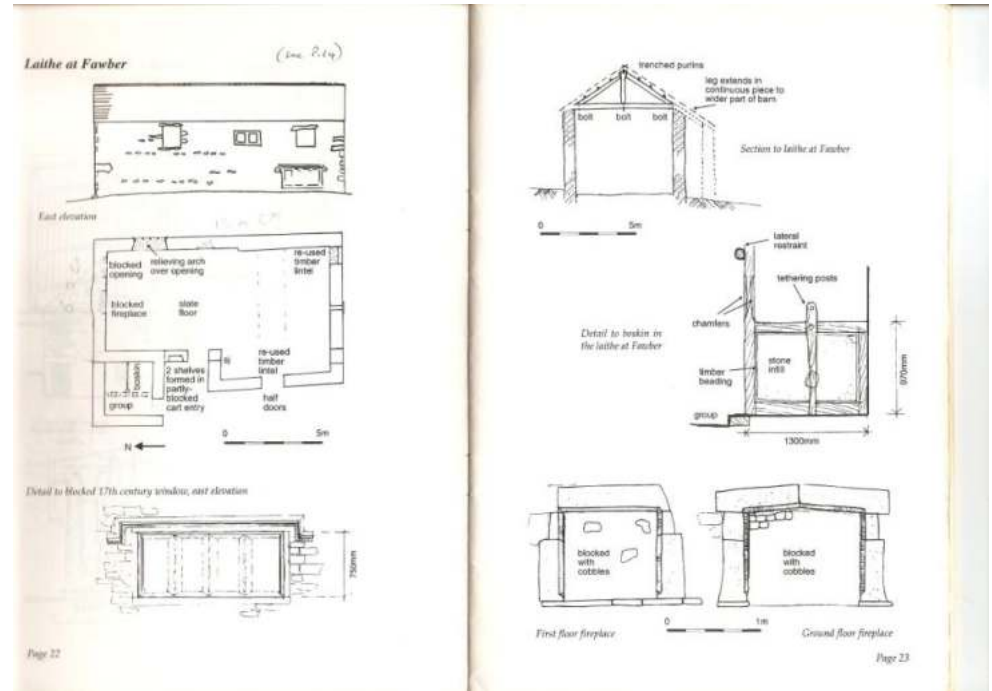 Laithe at Fawber
(see P.24)
East elevation
blocked
opening
relieving arch
over opening
re-used
timber
lintel
blocked
fireplace
slate
floor
boskin
group
2 shelves
formed in
partly-
blocked
cart entry
re-used
timber
lintel
half
doors
N
0 5m
Detail to blocked 17th century window, east elevation
750mm
Page 22
trenched purlins
leg extends in
continuous piece to
wider part of barn
bolt bolt bolt
Section to laithe at Fawber
0 5m
lateral
restraint
tethering posts
chamfers
Detail to boskin in
the laithe at Fawber
timber
beading
stone
infill
970mm
group
1300mm
blocked
with
cobbles
blocked
with
cobbles
0 1m
First floor fireplace
Ground floor fireplace
Page 23